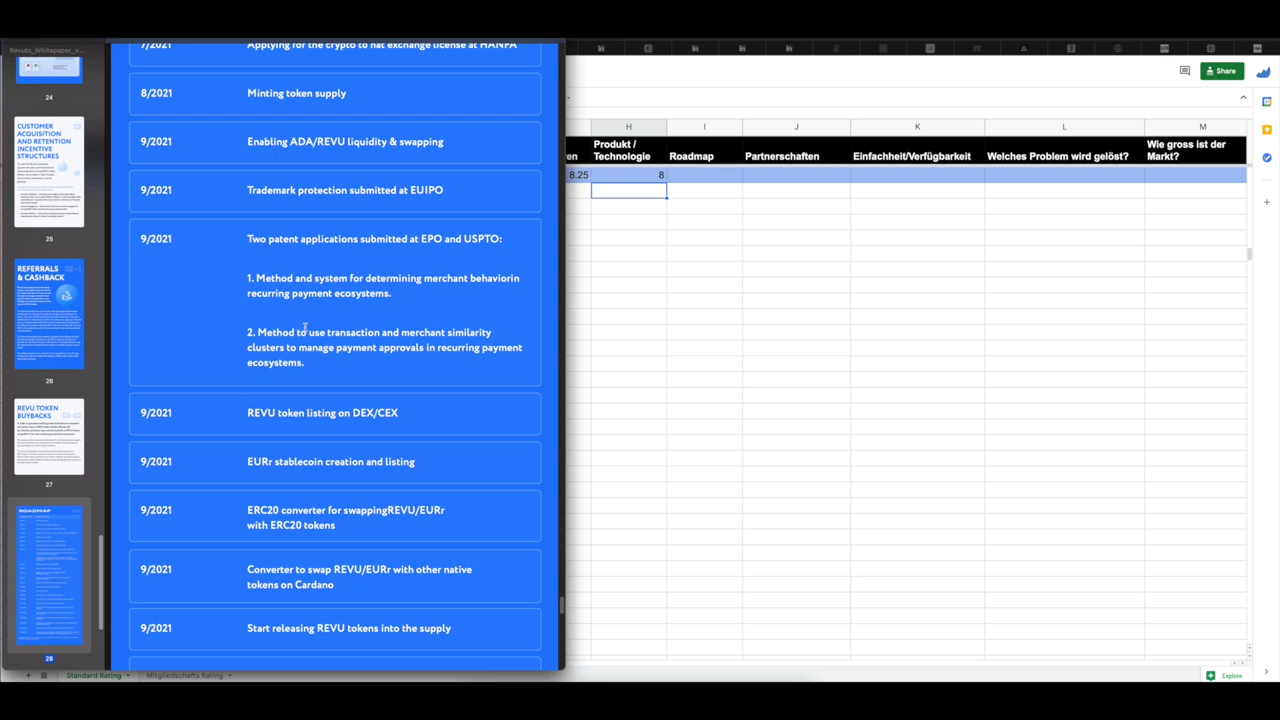 Revuto_Whitepaper_v...
24
CUSTOMER
ACQUISITION
AND RETENTION
INCENTIVE
STRUCTURES
25
REFERRALS
& CASHBACK
26
REVU TOKEN
BUYBACKS
27
ROADMAP
28
7/2021 Applying for the crypto to fiat exchange license at HANFA
8/2021 Minting token supply
9/2021 Enabling ADA/REVU liquidity & swapping
9/2021 Trademark protection submitted at EUIPO
9/2021 Two patent applications submitted at EPO and USPTO:
1. Method and system for determining merchant behaviorin
recurring payment ecosystems.
2. Method to use transaction and merchant similarity
clusters to manage payment approvals in recurring payment
ecosystems.
9/2021 REVU token listing on DEX/CEX
9/2021 EURr stablecoin creation and listing
9/2021 ERC20 converter for swappingREVU/EURr
with ERC20 tokens
9/2021 Converter to swap REVU/EURr with other native
tokens on Cardano
9/2021 Start releasing REVU tokens into the supply
Share
H I J K L M
ren
Produkt /
Technologie
Roadmap
Partnerschaften
Einfachheit Verfügbarkeit
Welches Problem wird gelöst?
Wie gross ist der
Markt?
8.25 8
Standard Rating
Mitgliedschafts Rating
Explore